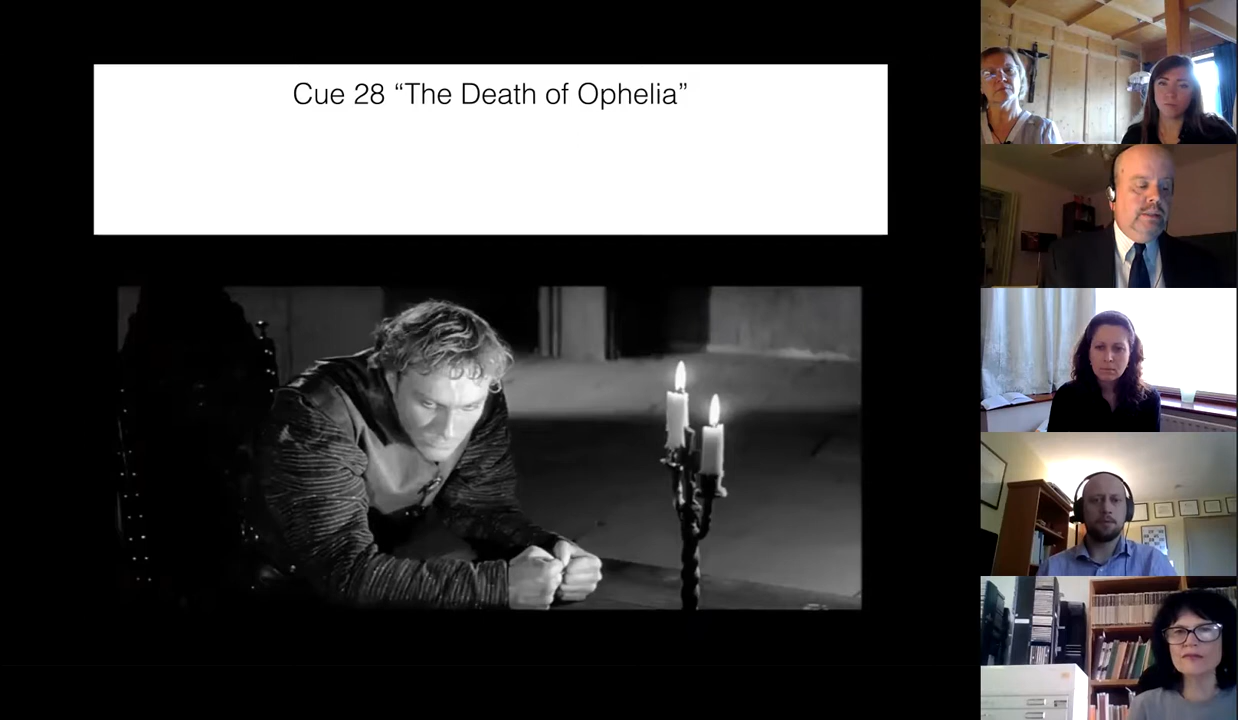 Cue 28 “The Death of Ophelia”